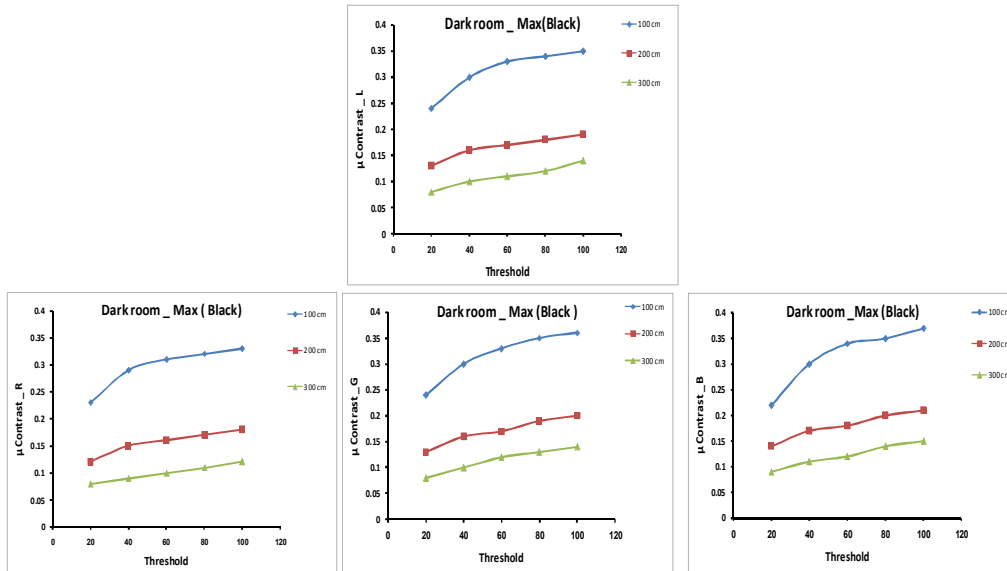 Dark room _ Max(Black)
0.4
0.35
0.3
0.25
0.2
0.15
0.1
0.05
0
µ Contrast _ L
0 20 40 60 80 100 120
Threshold
100 cm
200 cm
300 cm
Dark room _ Max ( Black)
0.4
0.35
0.3
0.25
0.2
0.15
0.1
0.05
0
µ Contrast _ R
0 20 40 60 80 100 120
Threshold
100 cm
200 cm
300 cm
Dark room _ Max (Black )
0.4
0.35
0.3
0.25
0.2
0.15
0.1
0.05
0
µ Contrast _ G
0 20 40 60 80 100 120
Threshold
100 cm
200 cm
300 cm
Dark room _ Max (Black)
0.4
0.35
0.3
0.25
0.2
0.15
0.1
0.05
0
µ Contrast _ B
0 20 40 60 80 100 120
Threshold
100 cm
200 cm
300 cm